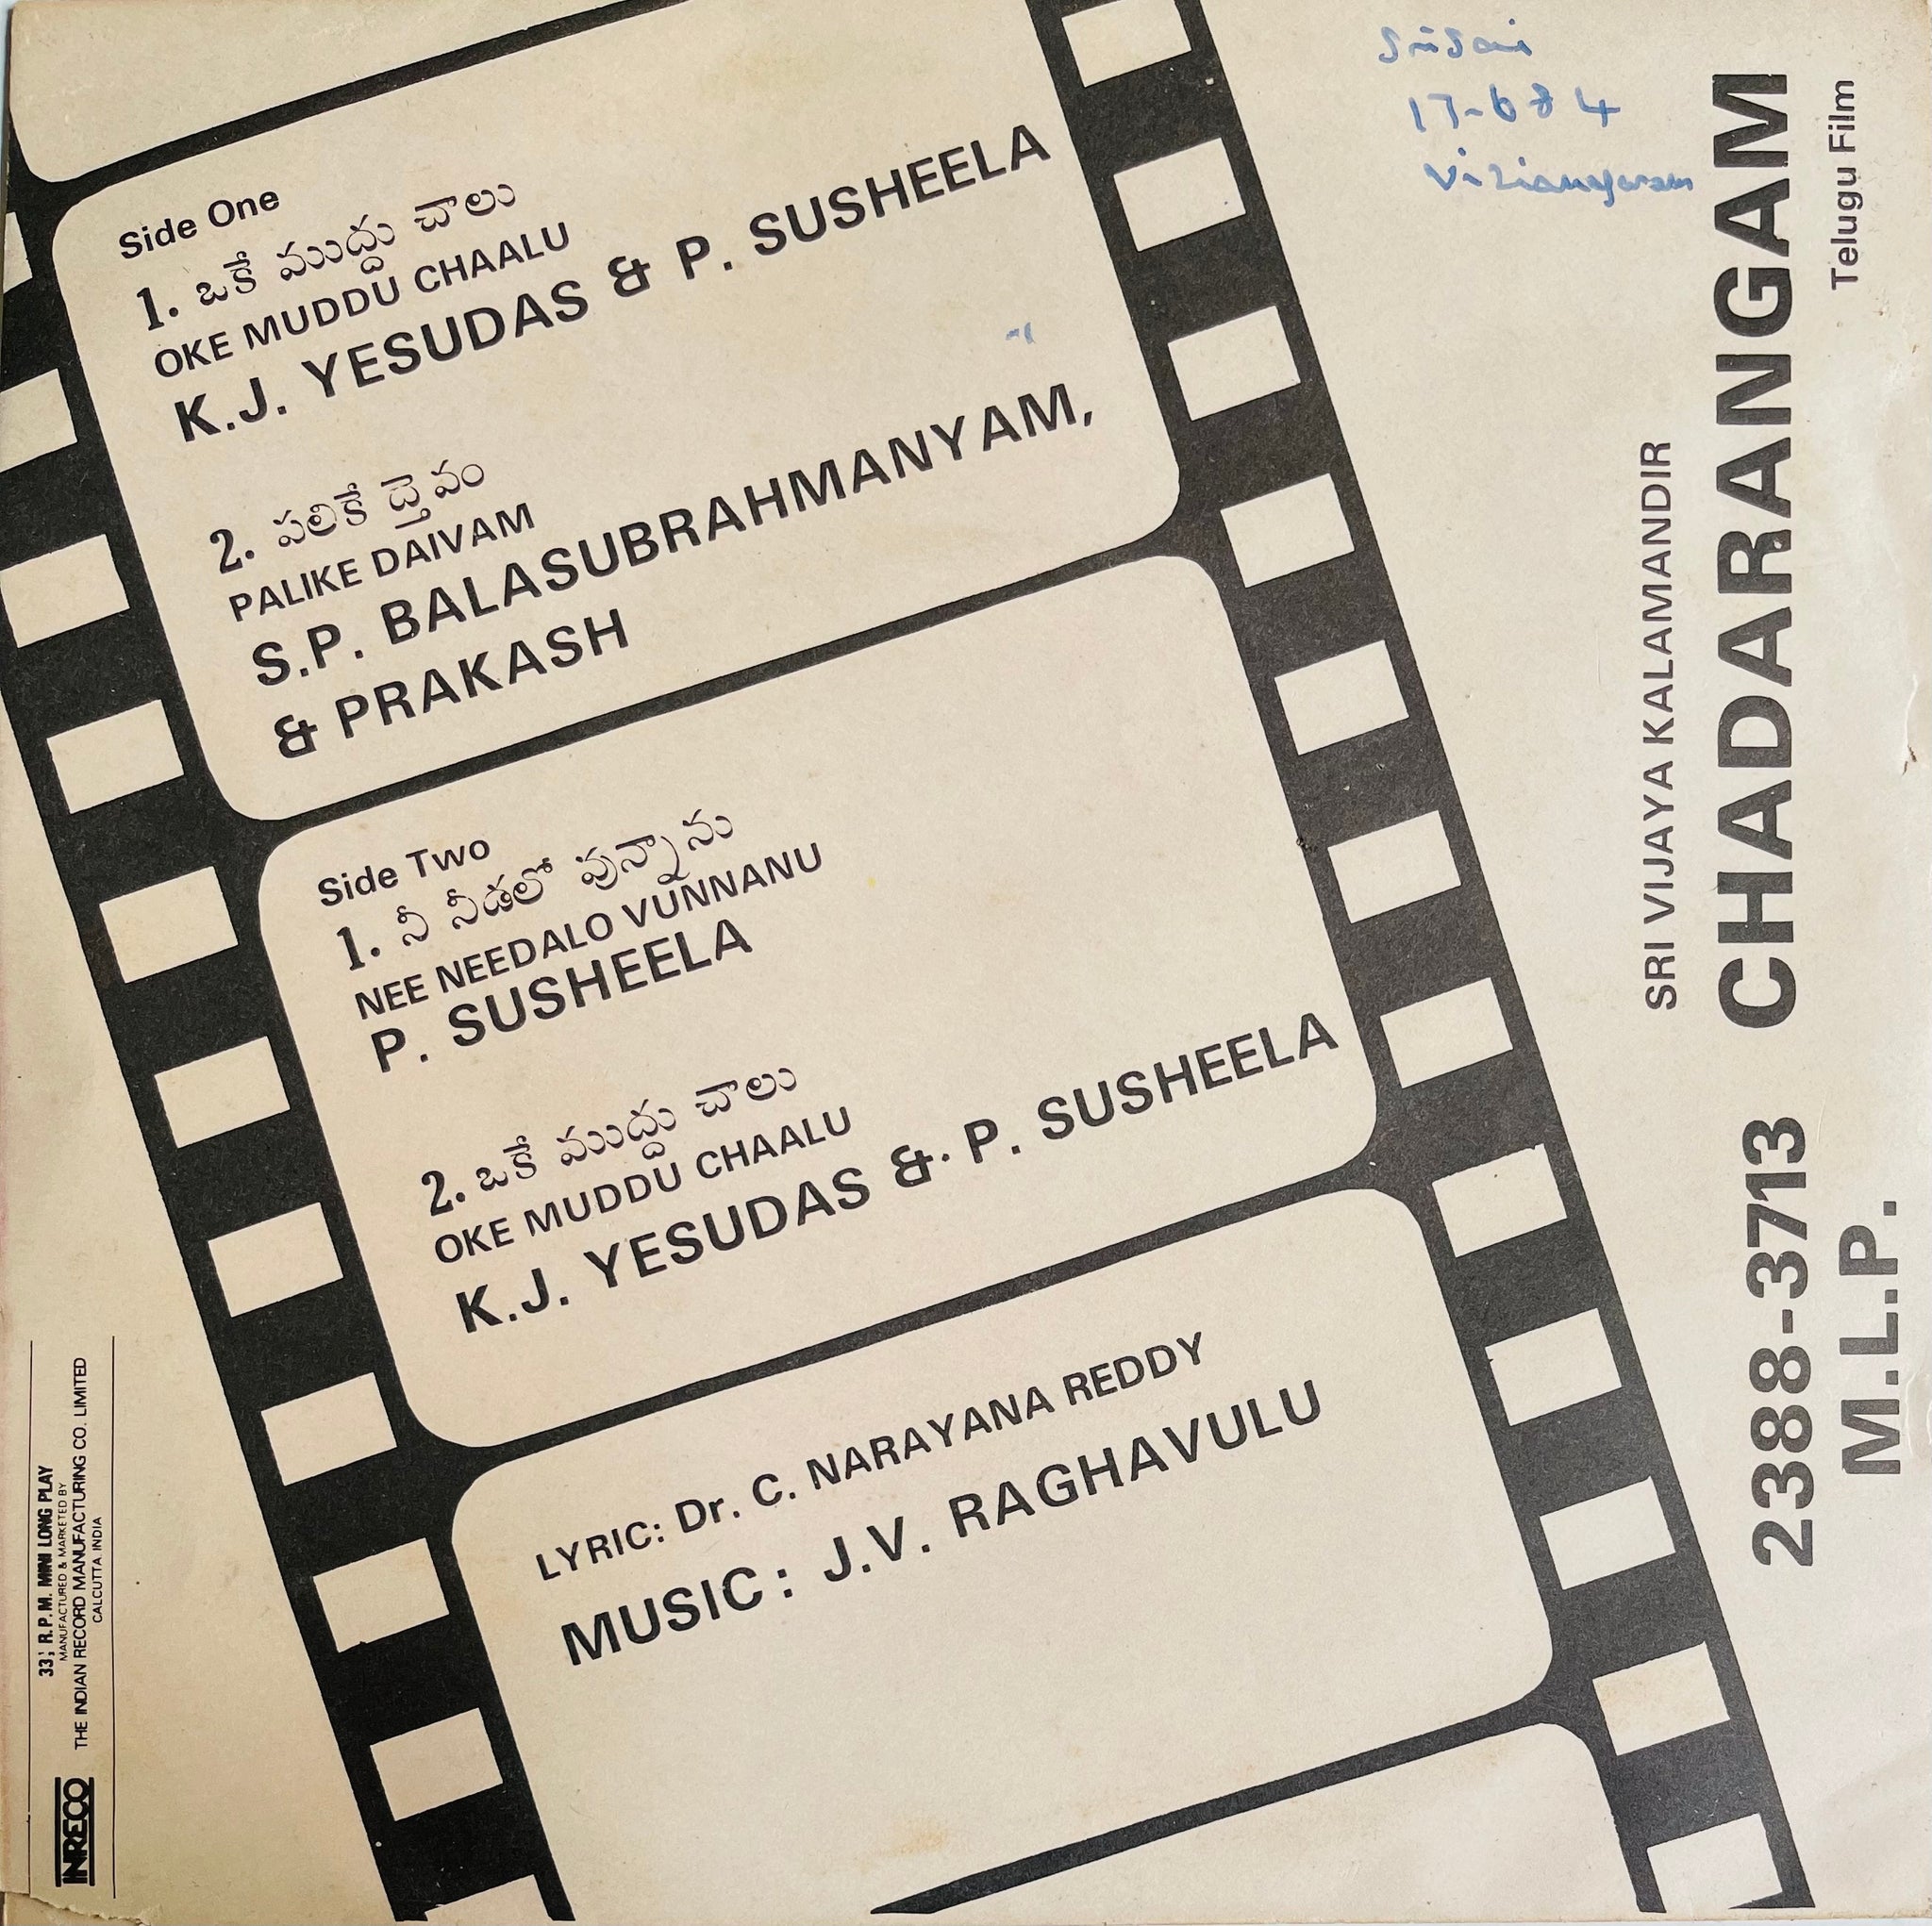 Side One
1. ఒకే ముద్దు చాలు
OKE MUDDU CHAALU
K.J. YESUDAS & P. SUSHEELA
2. పలికే దైవం
PALIKE DAIVAM
S.P. BALASUBRAHMANYAM,
& PRAKASH
Side Two
1. నీ నీడలో వున్నాను
NEE NEEDALO VUNNANU
P. SUSHEELA
2. ఒకే ముద్దు చాలు
OKE MUDDU CHAALU
K.J. YESUDAS &. P. SUSHEELA
LYRIC: Dr. C. NARAYANA REDDY
MUSIC: J.V. RAGHAVULU
SRI VIJAYA KALAMANDIR
CHADARANGAM
Telugu Film
2388-3713
M.L.P.
Srisai
17-6 84
Vizianagaram
INRECO
33⅓ R.P.M. MINI LONG PLAY
MANUFACTURED & MARKETED BY
THE INDIAN RECORD MANUFACTURING CO. LIMITED
CALCUTTA. INDIA